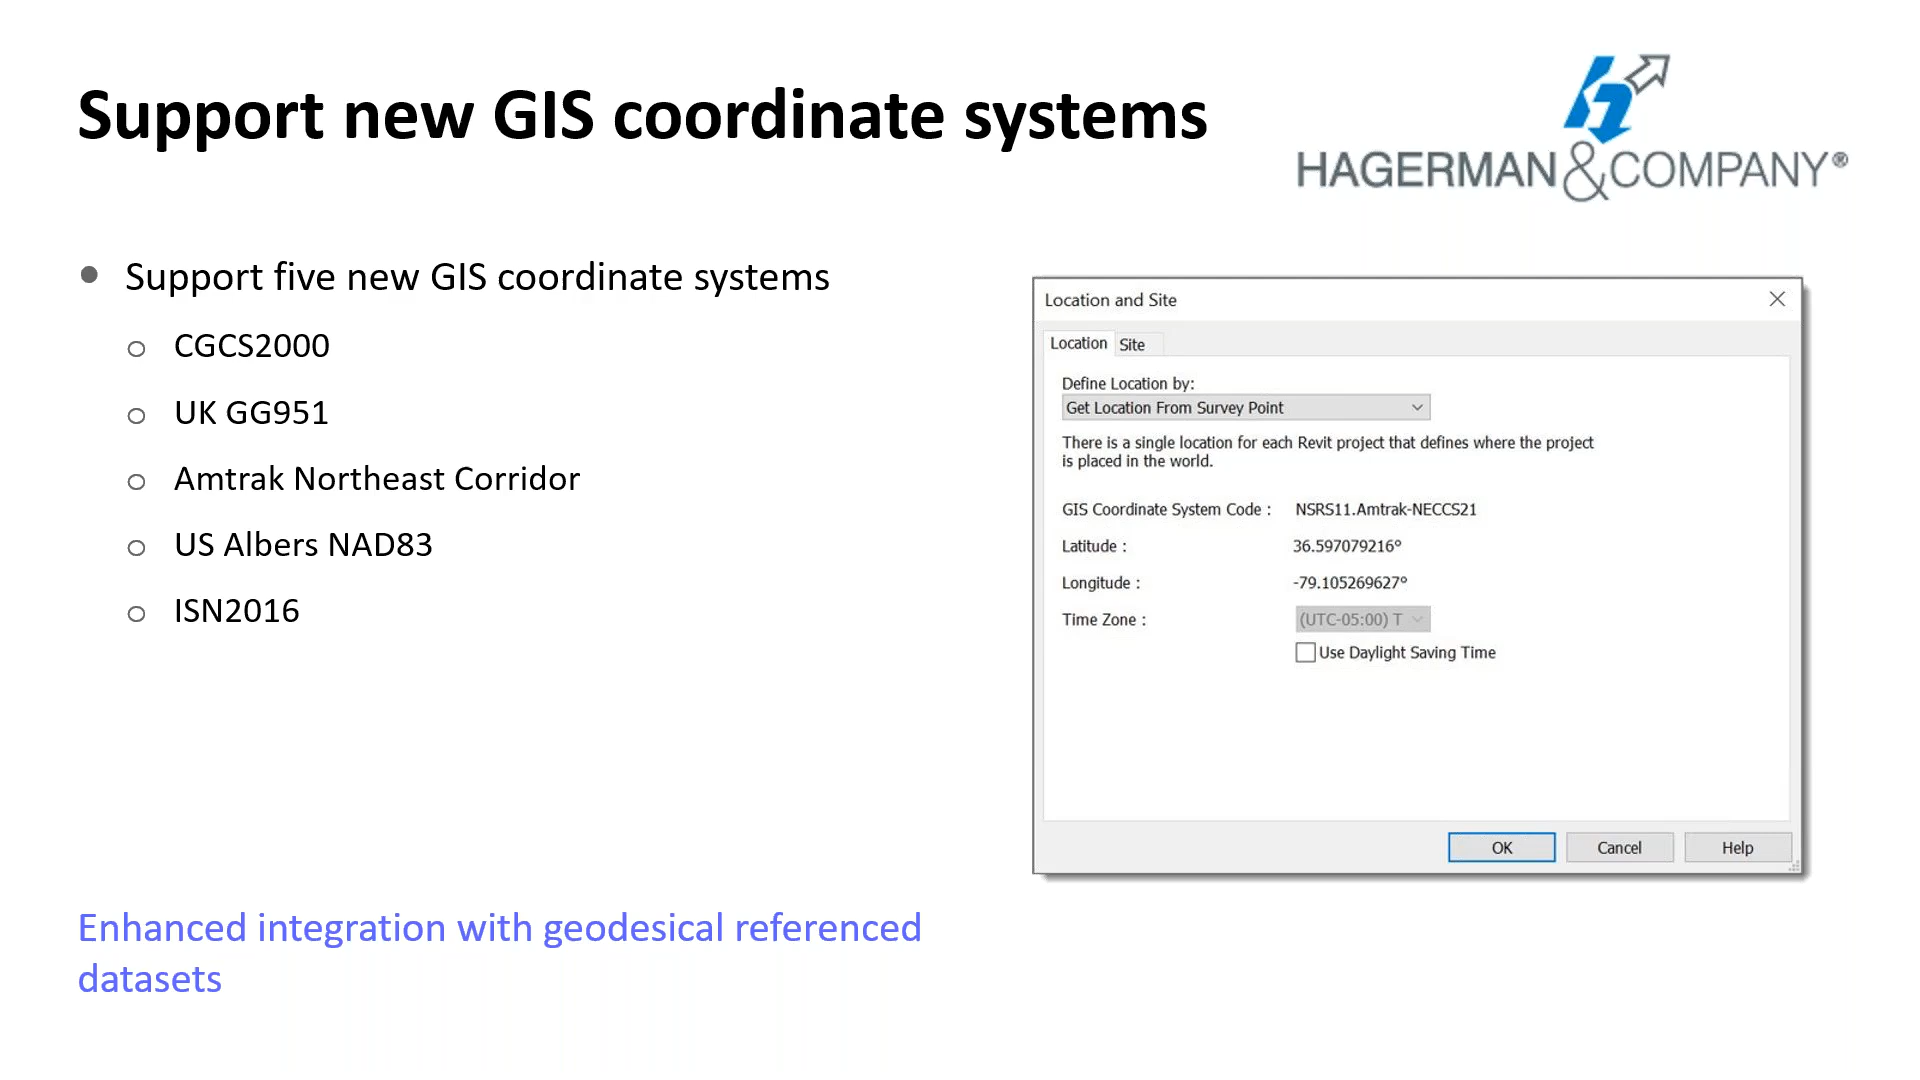 Support new GIS coordinate systems
HAGERMAN&COMPANY®
Support five new GIS coordinate systems
CGCS2000
UK GG951
Amtrak Northeast Corridor
US Albers NAD83
ISN2016
Location and Site
Location Site
Define Location by:
Get Location From Survey Point
There is a single location for each Revit project that defines where the project
is placed in the world.
GIS Coordinate System Code : NSRS11.Amtrak-NECCS21
Latitude : 36.597079216°
Longitude : -79.105269627°
Time Zone : (UTC-05:00) T
Use Daylight Saving Time
OK Cancel Help
Enhanced integration with geodesical referenced
datasets